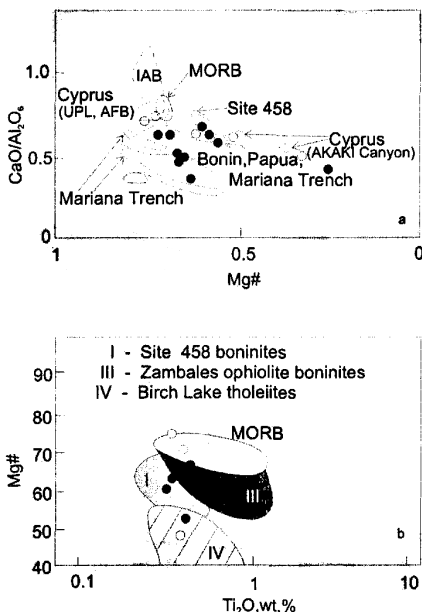 1.0
0.5
0
CaO/Al₂O₆
IAB
MORB
Cyprus
(UPL, AFB)
Site 458
Cyprus
(AKAKI Canyon)
Bonin,Papua,
Mariana Trench
Mariana Trench
a
1
0.5
0
Mg#
I - Site 458 boninites
III - Zambales ophiolite boninites
IV - Birch Lake tholeiites
90
80
70
60
50
40
Mg#
MORB
I
III
IV
b
0.1
1
10
Ti₂O,wt.%